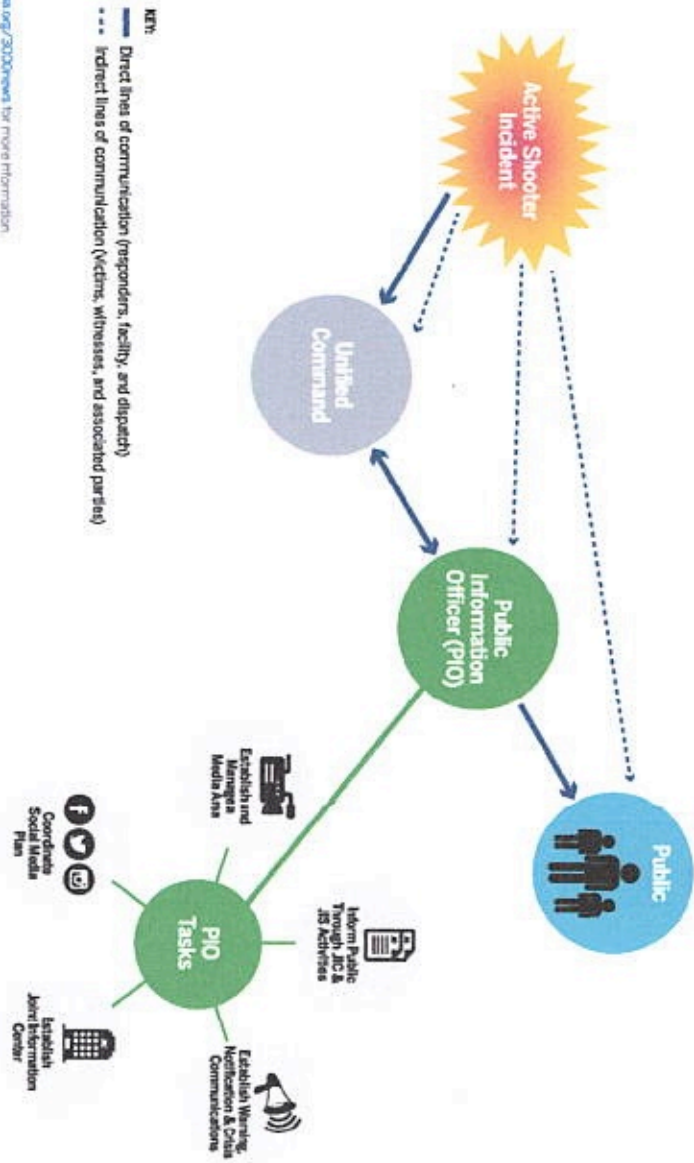 Active Shooter
Incident
Unified
Command
Public
Information
Officer (PIO)
Public
PIO
Tasks
Establish and
Manage a
Media Area
Inform Public
Through JIC &
JIS Activities
Establish Warning,
Notification & Crisis
Communications
Coordinate
Social Media
Plan
Establish
Joint Information
Center
KEY:
Direct lines of communication (responders, facility, and dispatch)
Indirect lines of communication (victims, witnesses, and associated parties)
a.org/3000news for more information